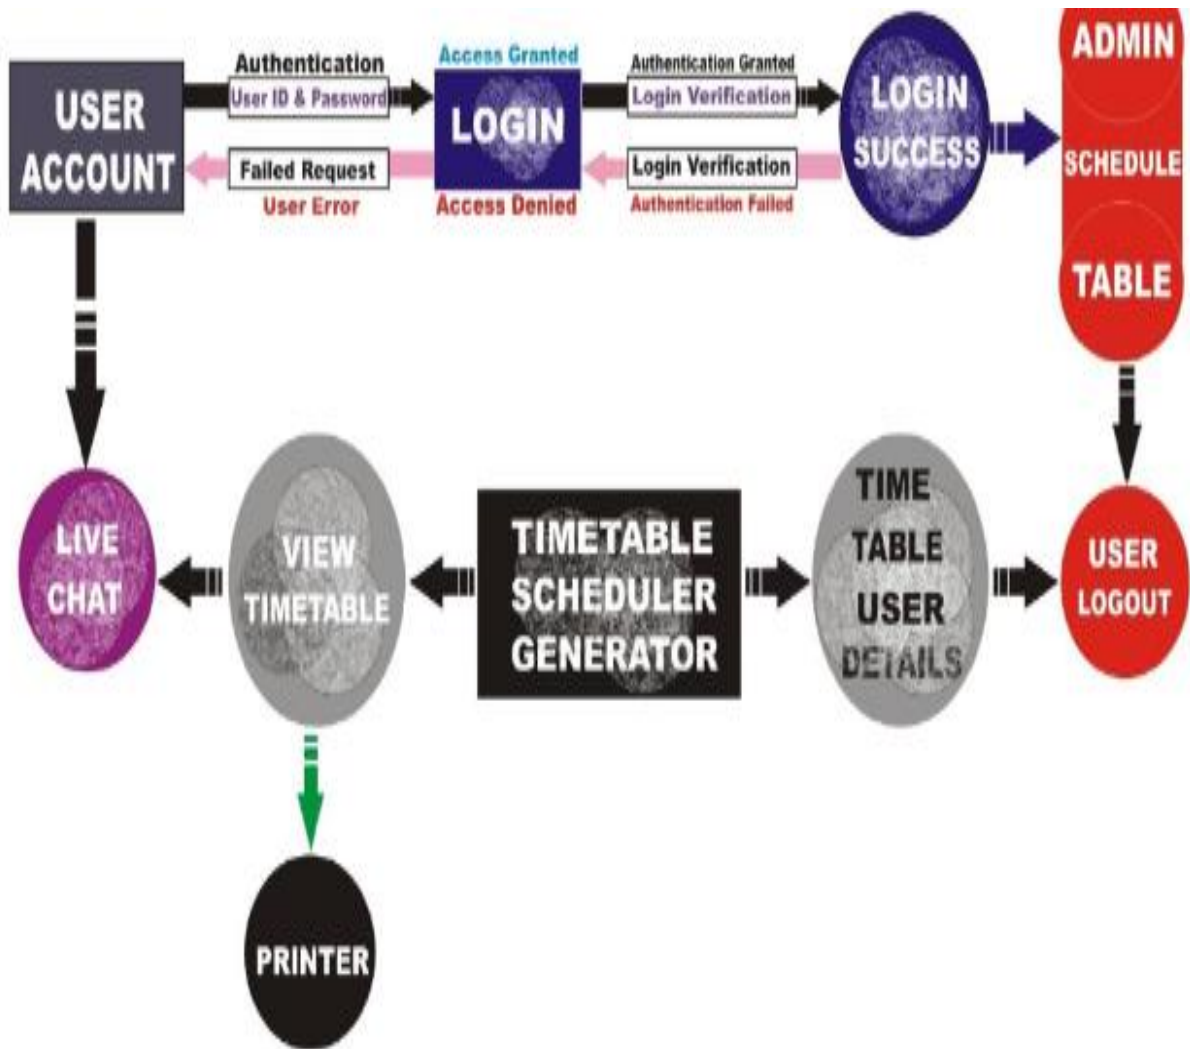 USER
ACCOUNT
Authentication
User ID & Password
Failed Request
User Error
Access Granted
LOGIN
Access Denied
Authentication Granted
Login Verification
Login Verification
Authentication Failed
LOGIN
SUCCESS
ADMIN
SCHEDULE
TABLE
LIVE
CHAT
VIEW
TIMETABLE
TIMETABLE
SCHEDULER
GENERATOR
TIME
TABLE
USER
DETAILS
USER
LOGOUT
PRINTER